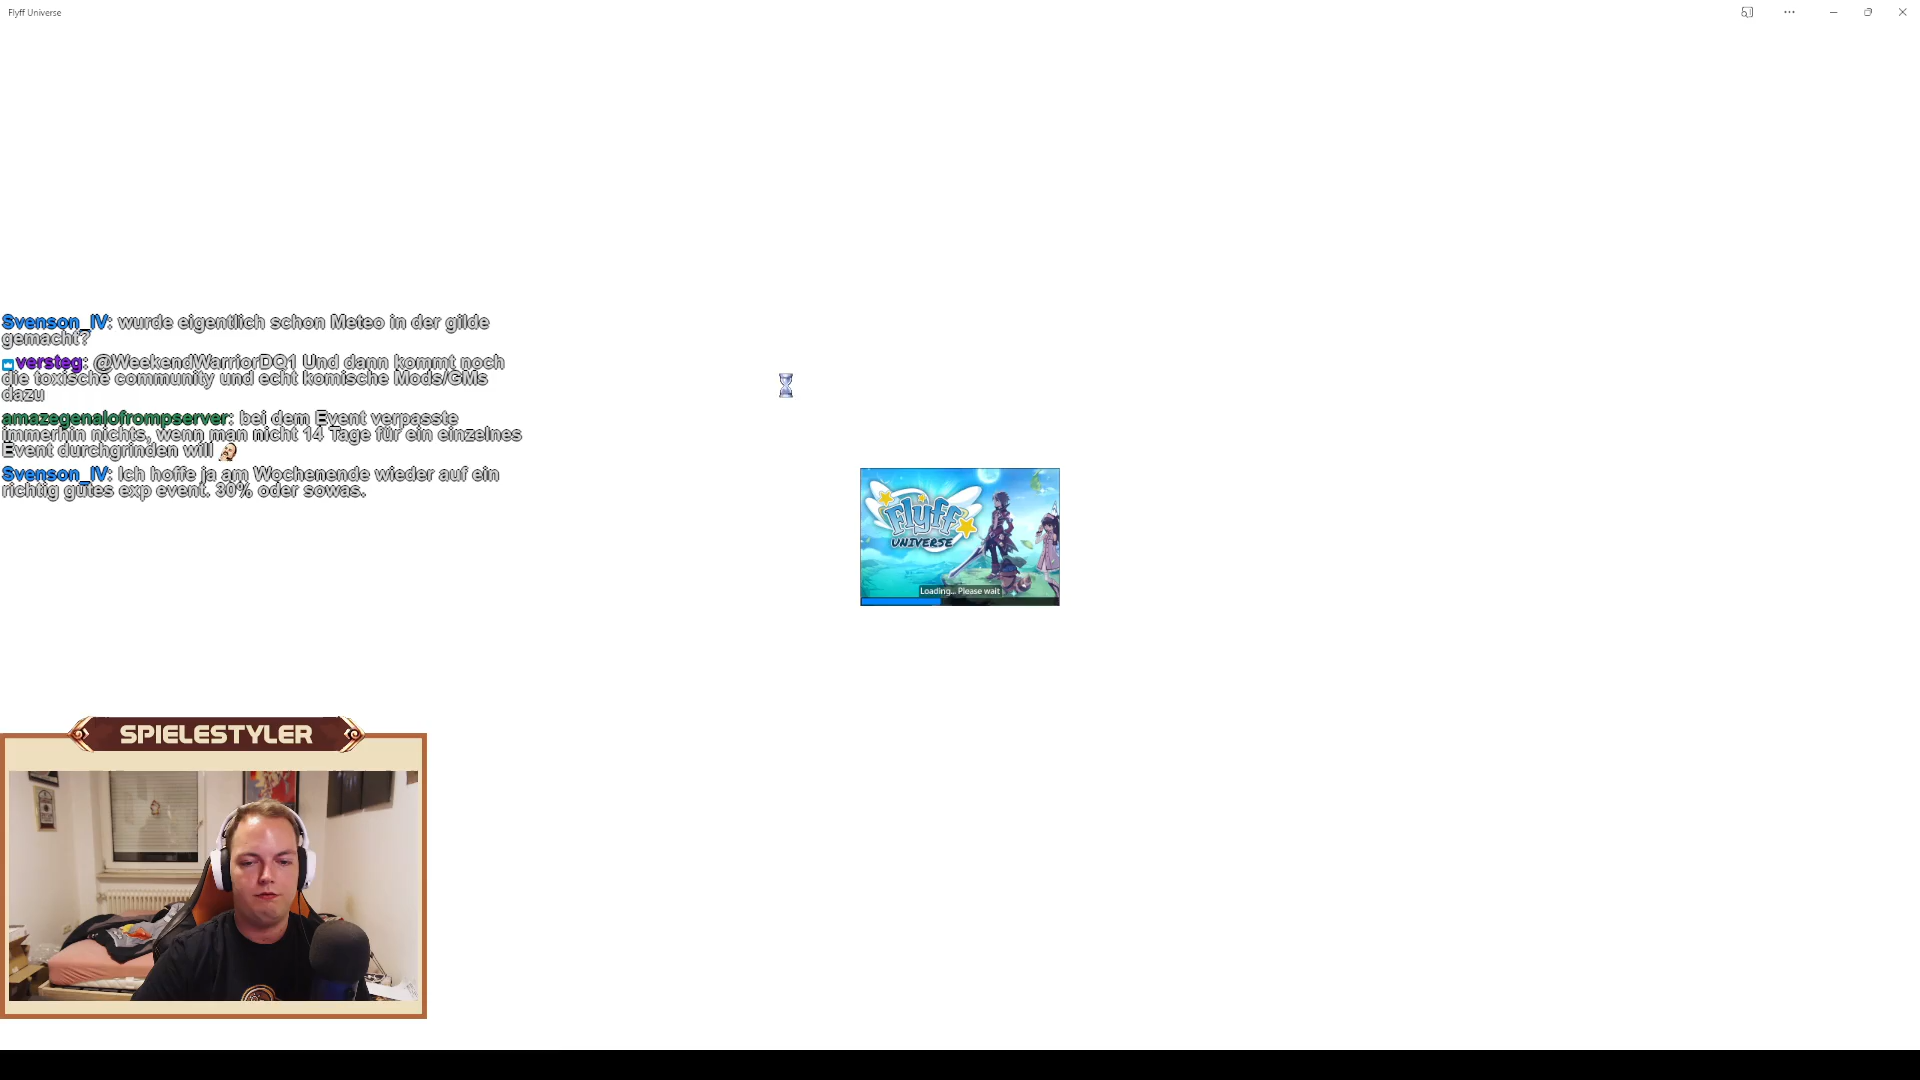 Flyff Universe
Svenson_IV: wurde eigentlich schon Meteo in der gilde
gemacht?
versteg: @WeekendWarriorDQ1 Und dann kommt noch
die toxische community und echt komische Mods/GMs
dazu
amazegenalofrompserver: bei dem Event verpasste
immerhin nichts, wenn man nicht 14 Tage für ein einzelnes
Event durchgrinden will
Svenson_IV: Ich hoffe ja am Wochenende wieder auf ein
richtig gutes exp event. 30% oder sowas.
Flyff
UNIVERSE
Loading... Please wait
SPIELESTYLER